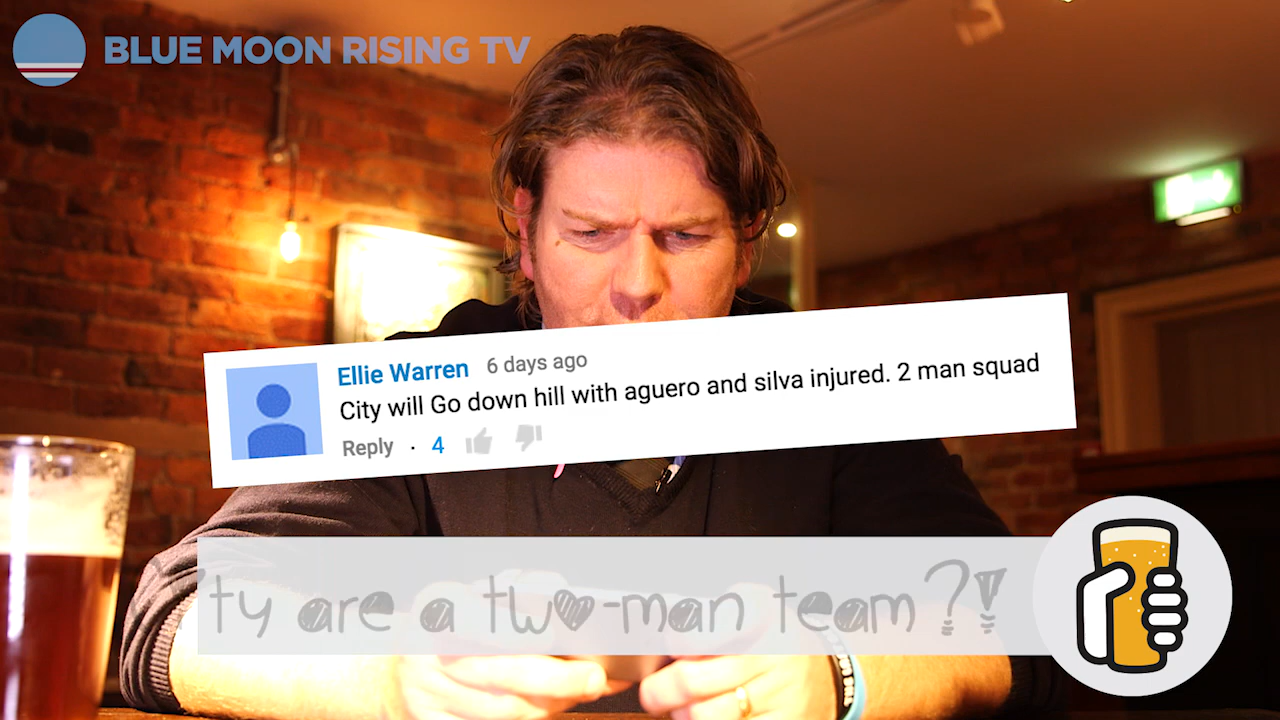 BLUE MOON RISING TV
Ellie Warren 6 days ago
City will Go down hill with aguero and silva injured. 2 man squad
Reply · 4
ty are a two-man team?!